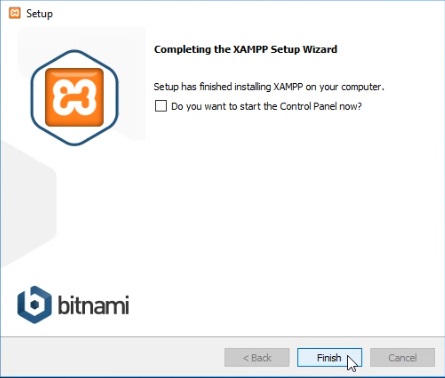 Setup
Completing the XAMPP Setup Wizard
Setup has finished installing XAMPP on your computer.
Do you want to start the Control Panel now?
bitnami
< Back
Finish
Cancel